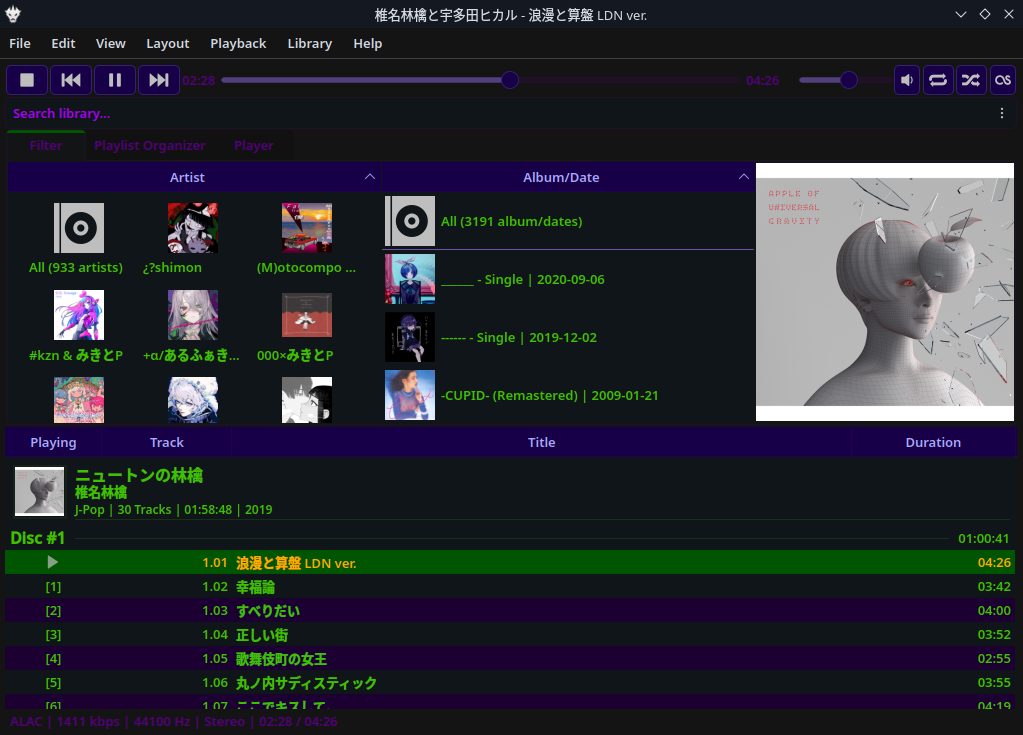 椎名林檎と宇多田ヒカル - 浪漫と算盤 LDN ver.
File Edit View Layout Playback Library Help
02:28 04:26
Search library...
Filter Playlist Organizer Player
Artist Album/Date
APPLE OF
UNIVERSAL
GRAVITY
All (3191 album/dates)
All (933 artists) ¿?shimon (M)otocompo ...
______ - Single | 2020-09-06
------ - Single | 2019-12-02
#kzn & みきとP +α/あるふぁき... 000×みきとP
-CUPID- (Remastered) | 2009-01-21
Playing Track Title Duration
ニュートンの林檎
椎名林檎
J-Pop | 30 Tracks | 01:58:48 | 2019
Disc #1 01:00:41
1.01 浪漫と算盤 LDN ver. 04:26
[1] 1.02 幸福論 03:42
[2] 1.03 すべりだい 04:00
[3] 1.04 正しい街 03:52
[4] 1.05 歌舞伎町の女王 02:55
[5] 1.06 丸ノ内サディスティック 03:55
[6] 1.07 ここでキスして。 04:19
ALAC | 1411 kbps | 44100 Hz | Stereo | 02:28 / 04:26